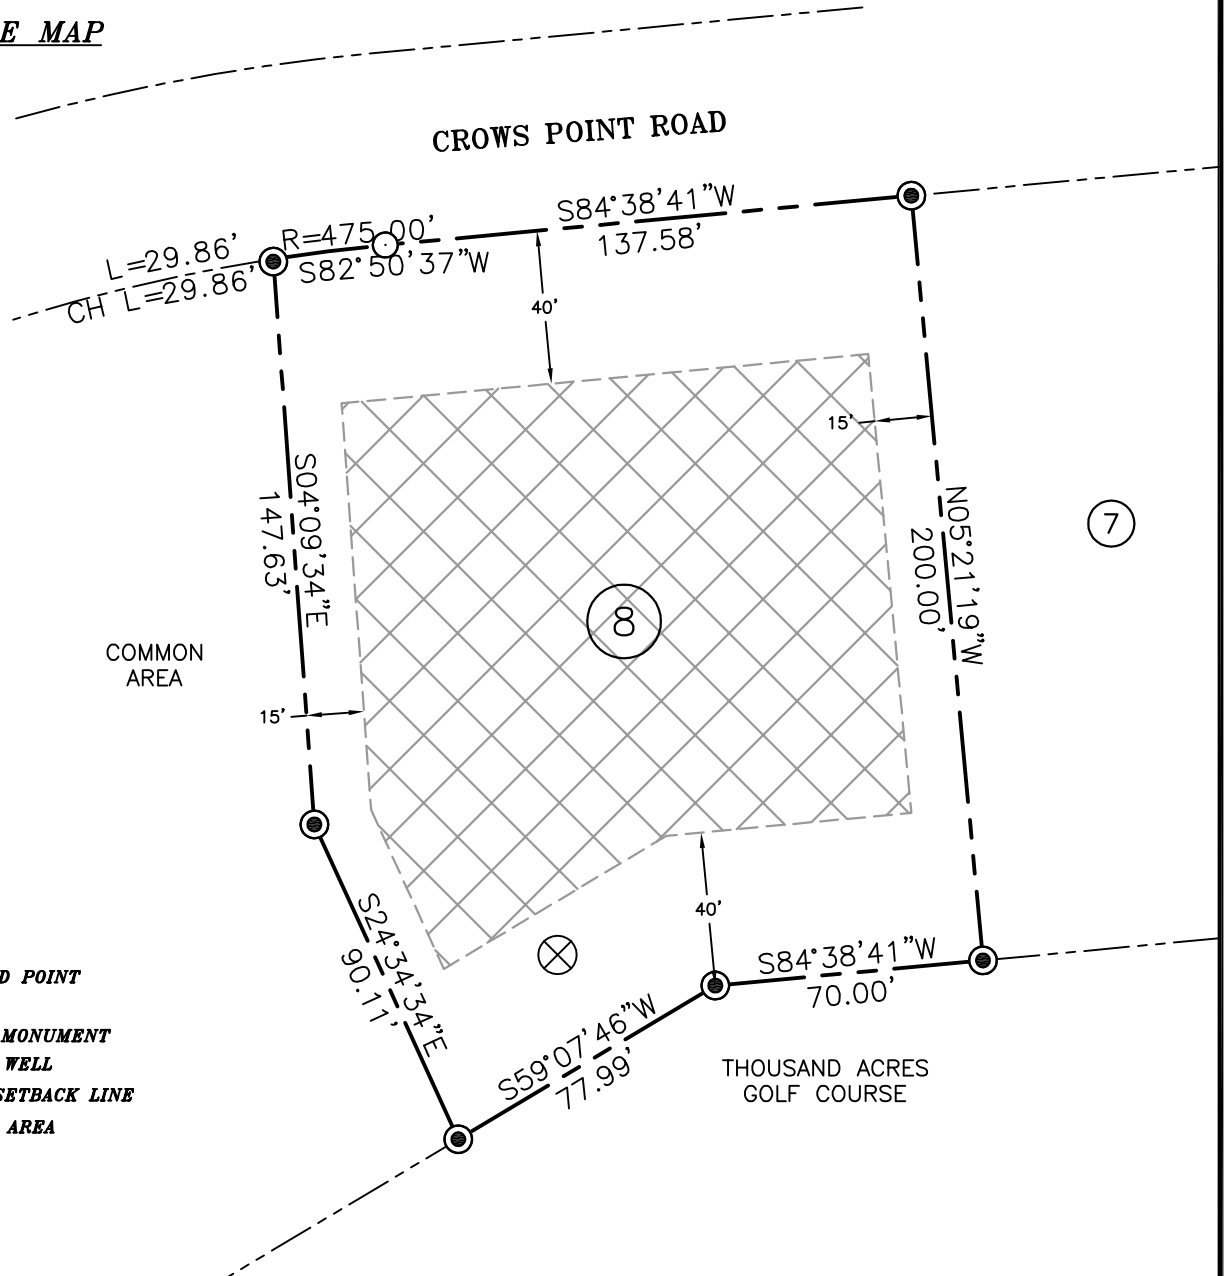 E MAP
CROWS POINT ROAD
S84°38'41"W
137.58'
R=475.00'
L=29.86'
S82°50'37"W
CH L=29.86'
40'
15'
S04°09'34"E
147.63'
N05°21'19"W
200.00'
7
8
COMMON
AREA
15'
40'
S24°34'34"E
90.11'
S84°38'41"W
70.00'
S59°07'46"W
77.99'
THOUSAND ACRES
GOLF COURSE
D POINT
MONUMENT
WELL
SETBACK LINE
AREA